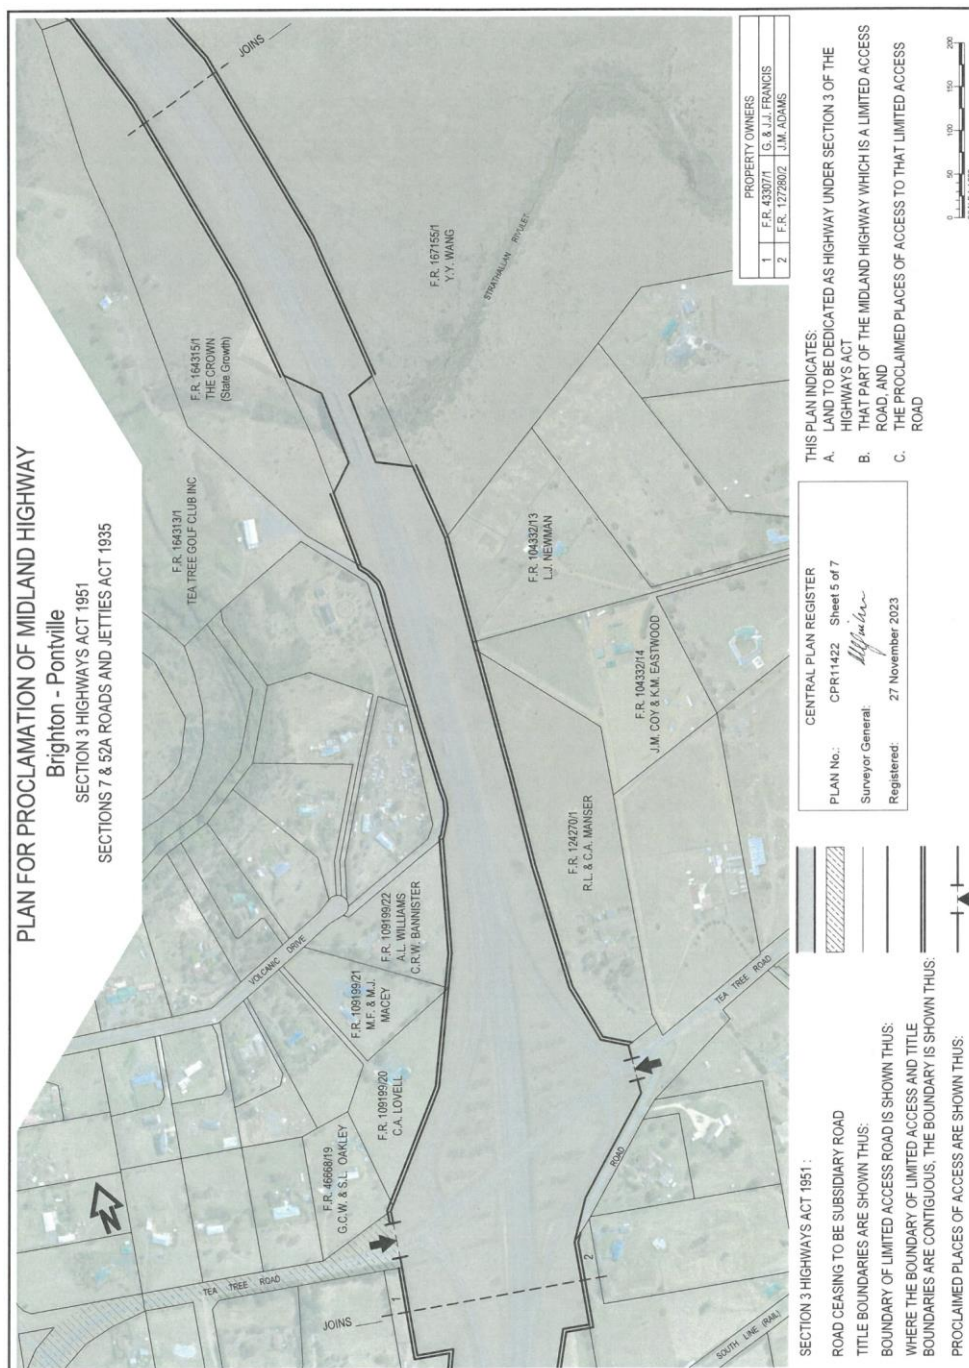 PLAN FOR PROCLAMATION OF MIDLAND HIGHWAY
Brighton - Pontville
SECTION 3 HIGHWAYS ACT 1951
SECTIONS 7 & 52A ROADS AND JETTIES ACT 1935
JOINS
TEA TREE ROAD
F.R. 46668/19
G.C.W. & S.L. OAKLEY
F.R. 109199/20
C.A. LOVELL
F.R. 109199/21
M.F. & M.J.
MACEY
F.R. 109199/22
A.L. WILLIAMS
C.R.W. BANNISTER
VOLCANIC DRIVE
F.R. 164313/1
TEA TREE GOLF CLUB INC
F.R. 164315/1
THE CROWN
(State Growth)
JOINS
1
2
ROAD
TEA TREE ROAD
SOUTH LINE (RAIL)
F.R. 124270/1
R.L. & C.A. MANSER
F.R. 104332/14
J.M. COY & K.M. EASTWOOD
F.R. 104332/13
L.J. NEWMAN
F.R. 167155/1
Y.Y. WANG
STRATHALLAN RIVULET
PROPERTY OWNERS
1 F.R. 43307/1 G. & J.J. FRANCIS
2 F.R. 127280/2 J.M. ADAMS
SECTION 3 HIGHWAYS ACT 1951 :
ROAD CEASING TO BE SUBSIDIARY ROAD
TITLE BOUNDARIES ARE SHOWN THUS:
BOUNDARY OF LIMITED ACCESS ROAD IS SHOWN THUS:
WHERE THE BOUNDARY OF LIMITED ACCESS AND TITLE
BOUNDARIES ARE CONTIGUOUS, THE BOUNDARY IS SHOWN THUS:
PROCLAIMED PLACES OF ACCESS ARE SHOWN THUS:
CENTRAL PLAN REGISTER
PLAN No.: CPR11422 Sheet 5 of 7
Surveyor General:
Registered: 27 November 2023
THIS PLAN INDICATES:
A. LAND TO BE DEDICATED AS HIGHWAY UNDER SECTION 3 OF THE
HIGHWAYS ACT
B. THAT PART OF THE MIDLAND HIGHWAY WHICH IS A LIMITED ACCESS
ROAD, AND
C. THE PROCLAIMED PLACES OF ACCESS TO THAT LIMITED ACCESS
ROAD
0 50 100 150 200